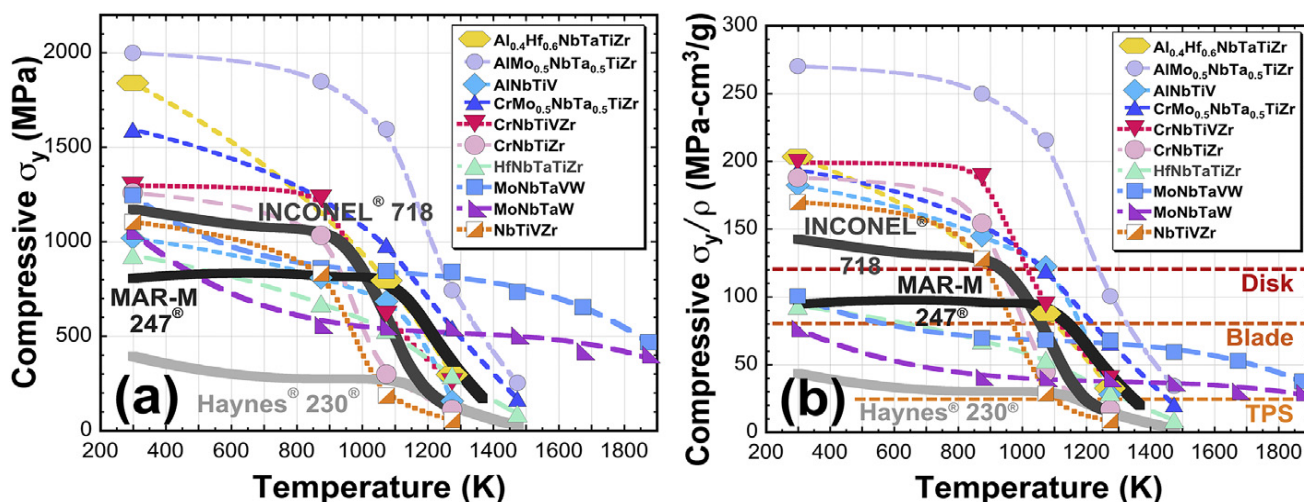 Compressive σy (MPa)
2000
1500
1000
500
0
Al0.4Hf0.6NbTaTiZr
AlMo0.5NbTa0.5TiZr
AlNbTiV
CrMo0.5NbTa0.5TiZr
CrNbTiVZr
CrNbTiZr
HfNbTaTiZr
MoNbTaVW
MoNbTaW
NbTiVZr
INCONEL® 718
MAR-M
247®
(a)
Haynes® 230®
200 400 600 800 1000 1200 1400 1600 1800
Temperature (K)
Compressive σy/ρ (MPa-cm³/g)
300
250
200
150
100
50
0
Al0.4Hf0.6NbTaTiZr
AlMo0.5NbTa0.5TiZr
AlNbTiV
CrMo0.5NbTa0.5TiZr
CrNbTiVZr
CrNbTiZr
HfNbTaTiZr
MoNbTaVW
MoNbTaW
NbTiVZr
INCONEL®
718
Disk
MAR-M
247®
Blade
(b)
Haynes® 230®
TPS
200 400 600 800 1000 1200 1400 1600 1800
Temperature (K)